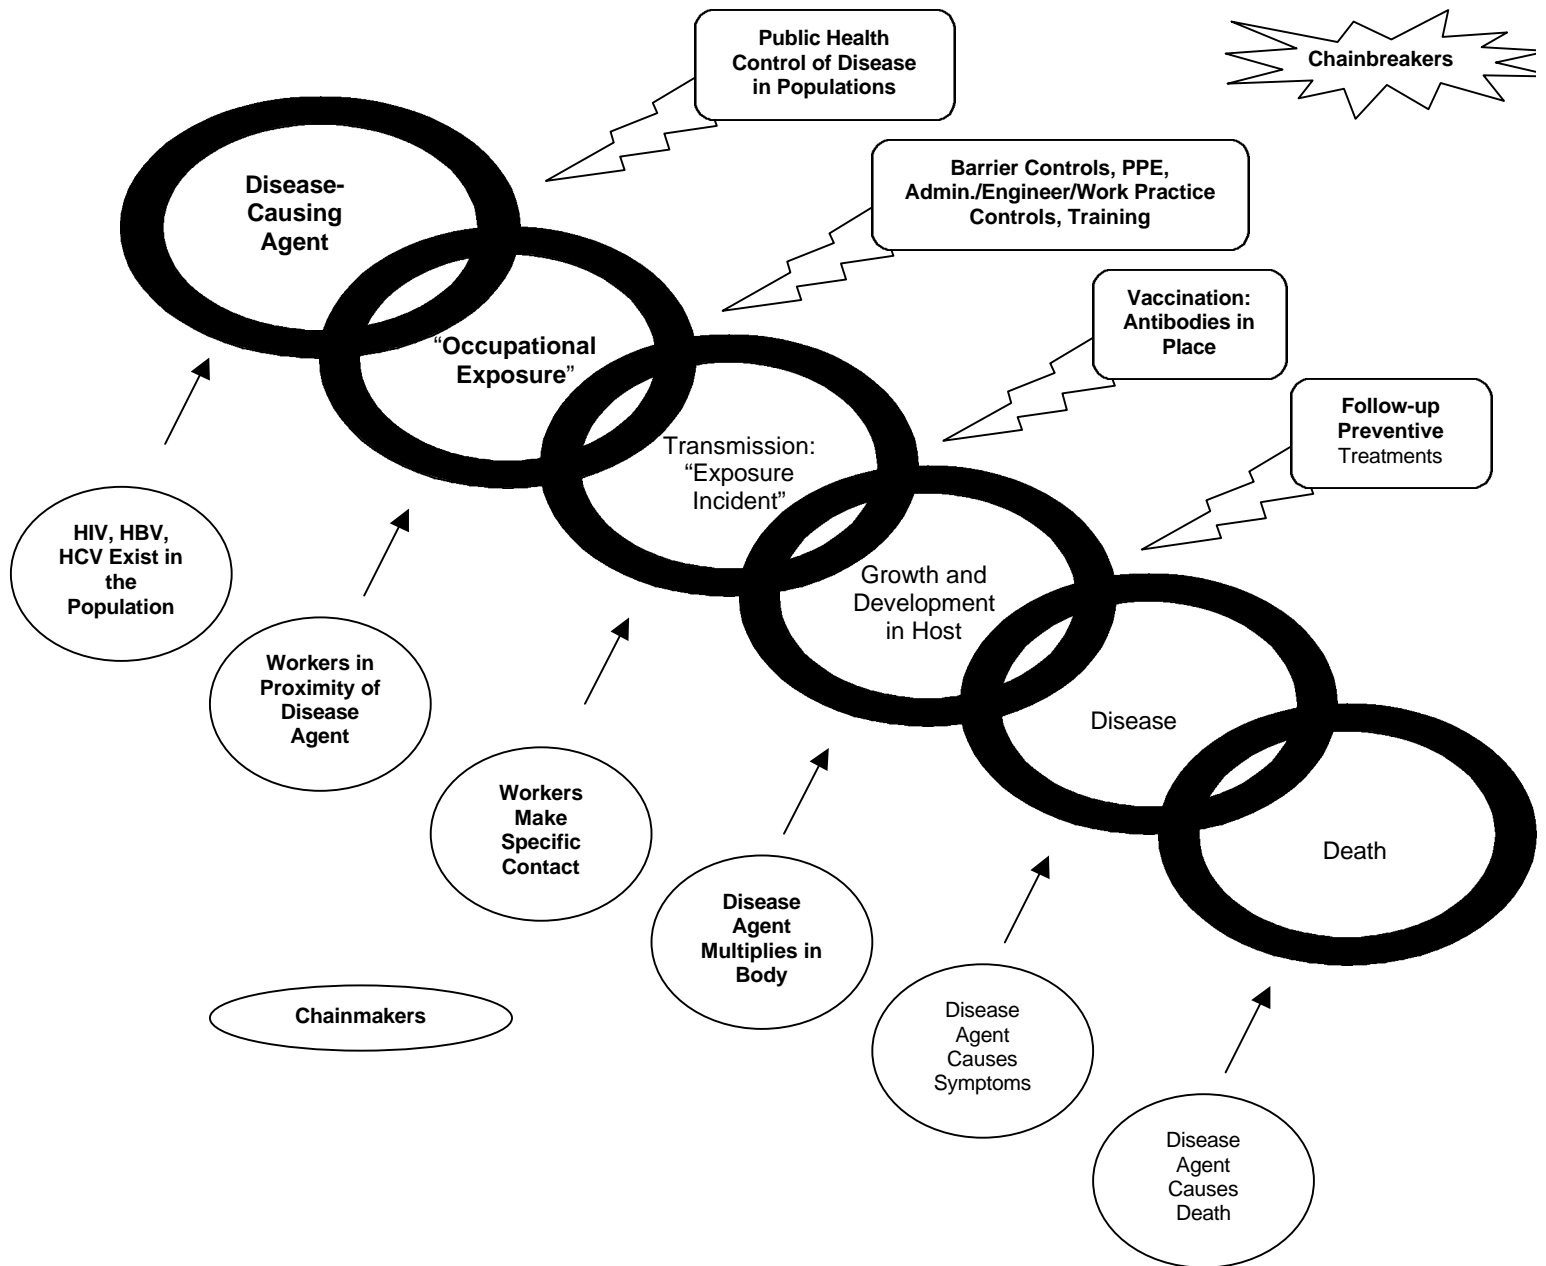 Public Health
Control of Disease
in Populations
Chainbreakers
Barrier Controls, PPE,
Admin./Engineer/Work Practice
Controls, Training
Vaccination:
Antibodies in
Place
Follow-up
Preventive
Treatments
Disease-
Causing
Agent
“Occupational
Exposure”
Transmission:
“Exposure
Incident”
Growth and
Development
in Host
Disease
Death
HIV, HBV,
HCV Exist in
the
Population
Workers in
Proximity of
Disease
Agent
Workers
Make
Specific
Contact
Disease
Agent
Multiplies in
Body
Disease
Agent
Causes
Symptoms
Disease
Agent
Causes
Death
Chainmakers